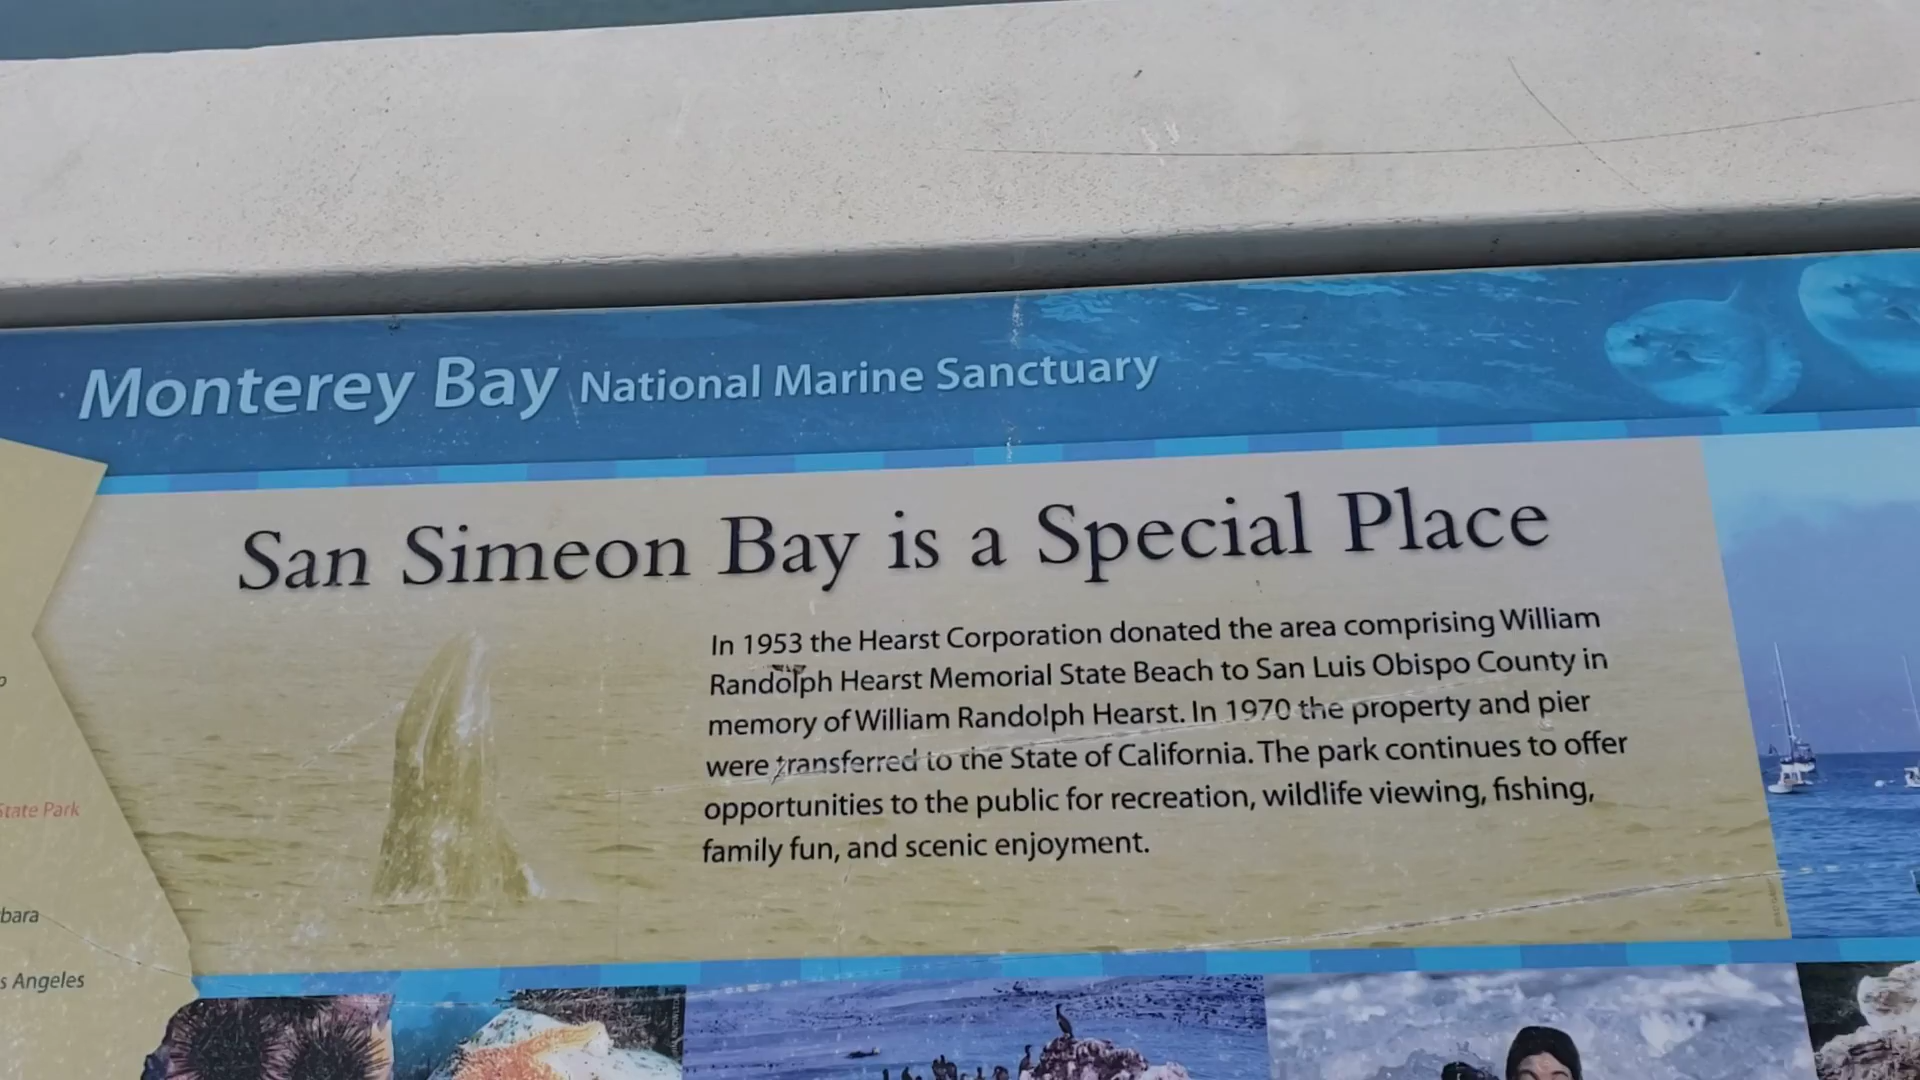 Monterey Bay National Marine Sanctuary
San Simeon Bay is a Special Place
In 1953 the Hearst Corporation donated the area comprising William
Randolph Hearst Memorial State Beach to San Luis Obispo County in
memory of William Randolph Hearst. In 1970 the property and pier
were transferred to the State of California. The park continues to offer
opportunities to the public for recreation, wildlife viewing, fishing,
family fun, and scenic enjoyment.
State Park
bara
s Angeles